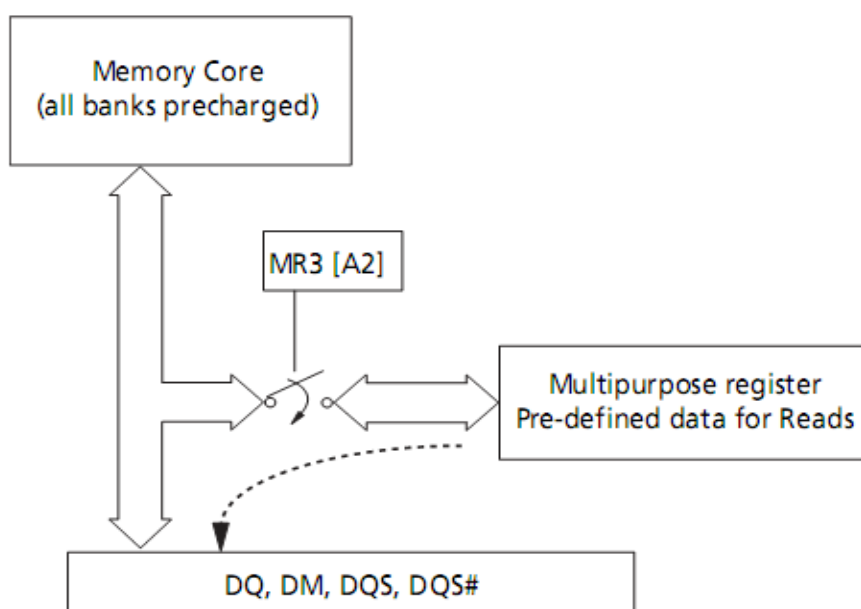 Memory Core
(all banks precharged)
MR3 [A2]
Multipurpose register
Pre-defined data for Reads
DQ, DM, DQS, DQS#